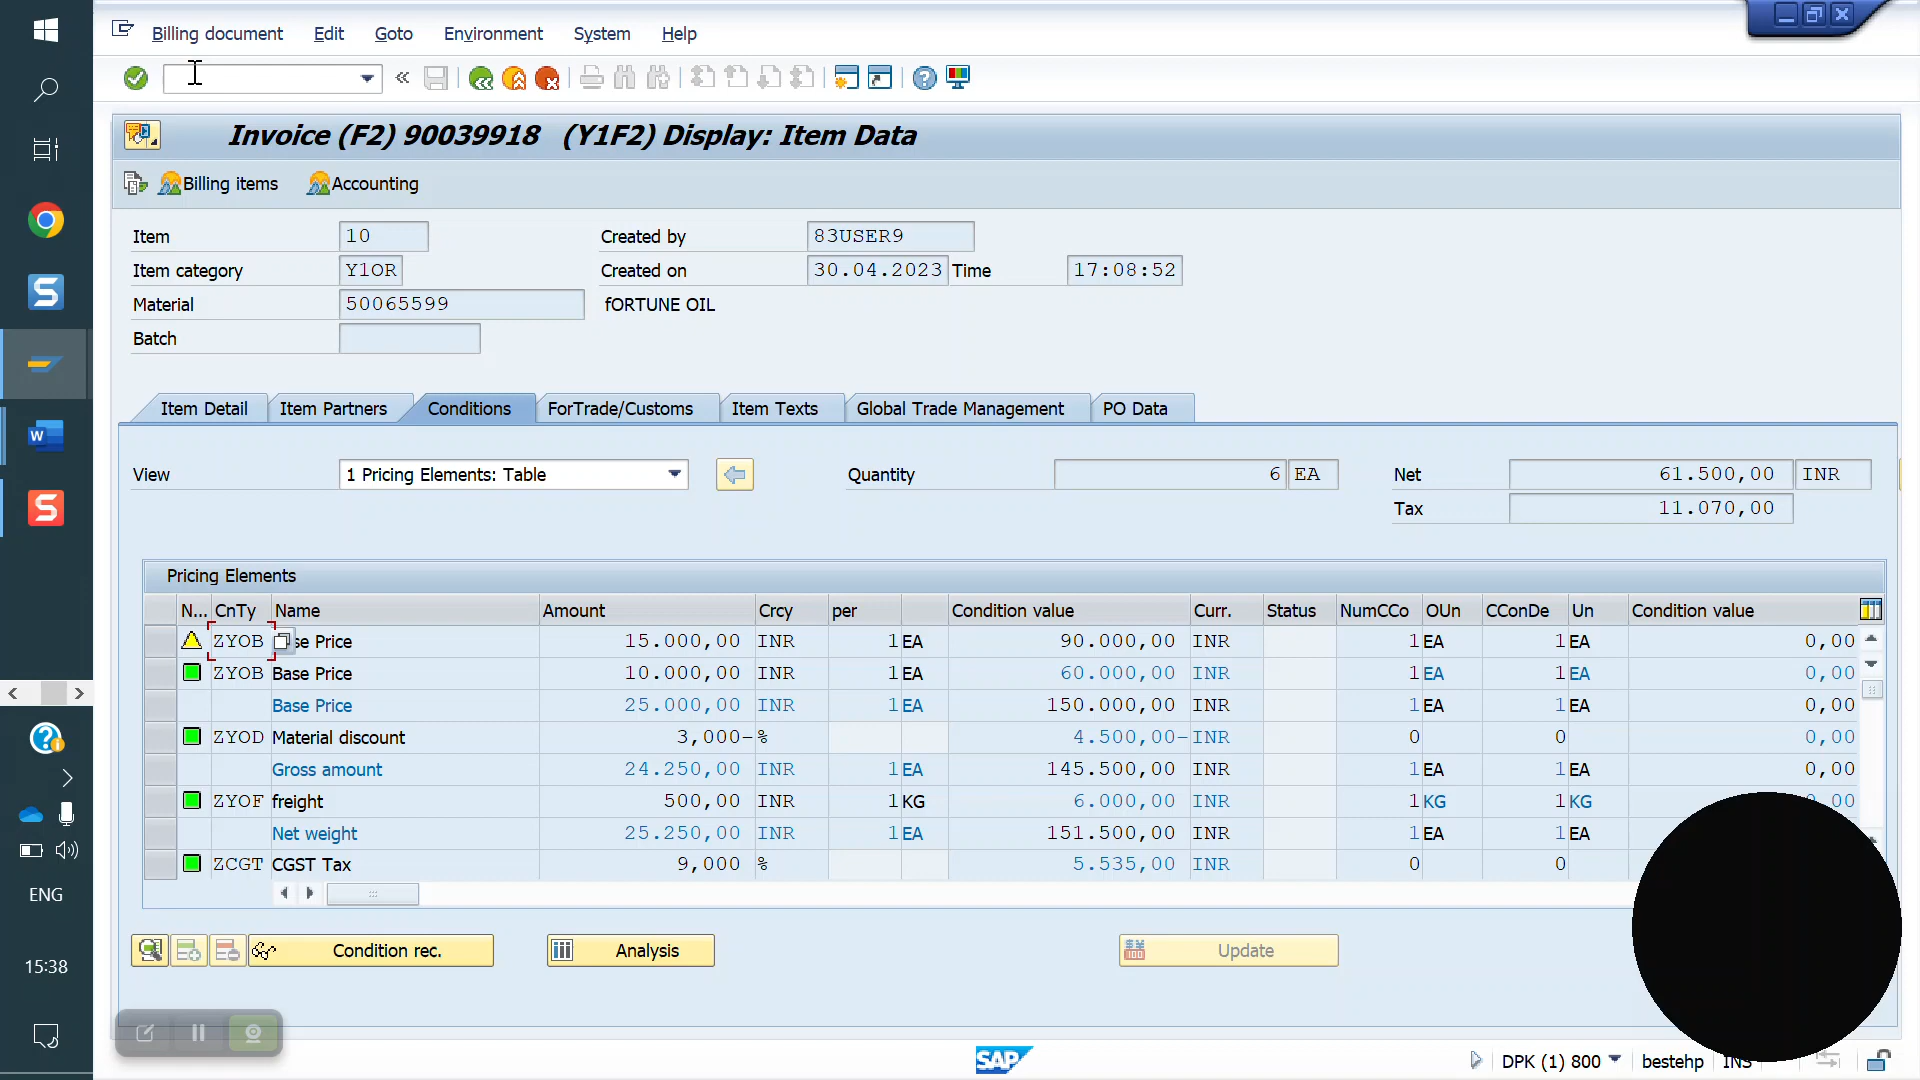 Billing document Edit Goto Environment System Help
Invoice (F2) 90039918 (Y1F2) Display: Item Data
Billing items Accounting
Item 10 Created by 83USER9
Item category Y1OR Created on 30.04.2023 Time 17:08:52
Material 50065599 fORTUNE OIL
Batch
Item Detail Item Partners Conditions ForTrade/Customs Item Texts Global Trade Management PO Data
View 1 Pricing Elements: Table Quantity 6 EA Net 61.500,00 INR
Tax 11.070,00
Pricing Elements
N... CnTy Name Amount Crcy per Condition value Curr. Status NumCCo OUn CConDe Un Condition value
ZYOB se Price 15.000,00 INR 1 EA 90.000,00 INR 1 EA 1 EA 0,00
ZYOB Base Price 10.000,00 INR 1 EA 60.000,00 INR 1 EA 1 EA 0,00
Base Price 25.000,00 INR 1 EA 150.000,00 INR 1 EA 1 EA 0,00
ZYOD Material discount 3,000- % 4.500,00- INR 0 0 0,00
Gross amount 24.250,00 INR 1 EA 145.500,00 INR 1 EA 1 EA 0,00
ZYOF freight 500,00 INR 1 KG 6.000,00 INR 1 KG 1 KG
Net weight 25.250,00 INR 1 EA 151.500,00 INR 1 EA 1 EA
ZCGT CGST Tax 9,000 % 5.535,00 INR 0 0
Condition rec. Analysis Update
ENG
15:38
SAP DPK (1) 800 bestehp INS